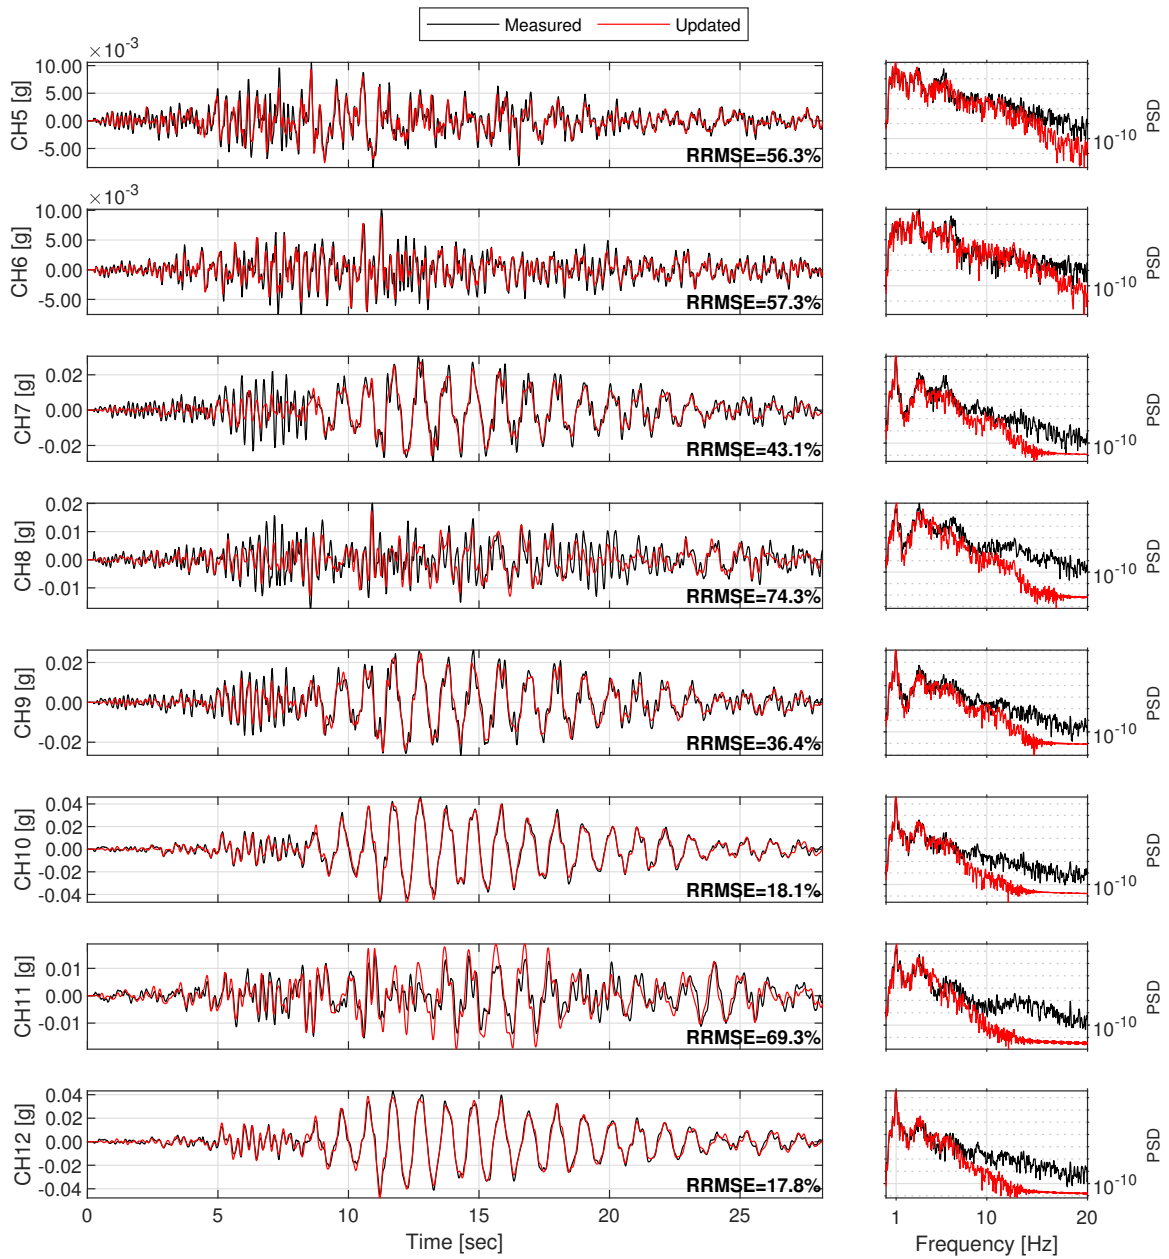 Measured Updated
×10^-3
10.00
5.00
0.00
-5.00
CH5 [g]
RRMSE=56.3%
10^-10
PSD
×10^-3
10.00
5.00
0.00
-5.00
CH6 [g]
RRMSE=57.3%
10^-10
PSD
0.02
0.00
-0.02
CH7 [g]
RRMSE=43.1%
10^-10
PSD
0.02
0.01
0.00
-0.01
CH8 [g]
RRMSE=74.3%
10^-10
PSD
0.02
0.00
-0.02
CH9 [g]
RRMSE=36.4%
10^-10
PSD
0.04
0.02
0.00
-0.02
-0.04
CH10 [g]
RRMSE=18.1%
10^-10
PSD
0.01
0.00
-0.01
CH11 [g]
RRMSE=69.3%
10^-10
PSD
0.04
0.02
0.00
-0.02
-0.04
CH12 [g]
RRMSE=17.8%
10^-10
PSD
0 5 10 15 20 25
Time [sec]
1 10 20
Frequency [Hz]